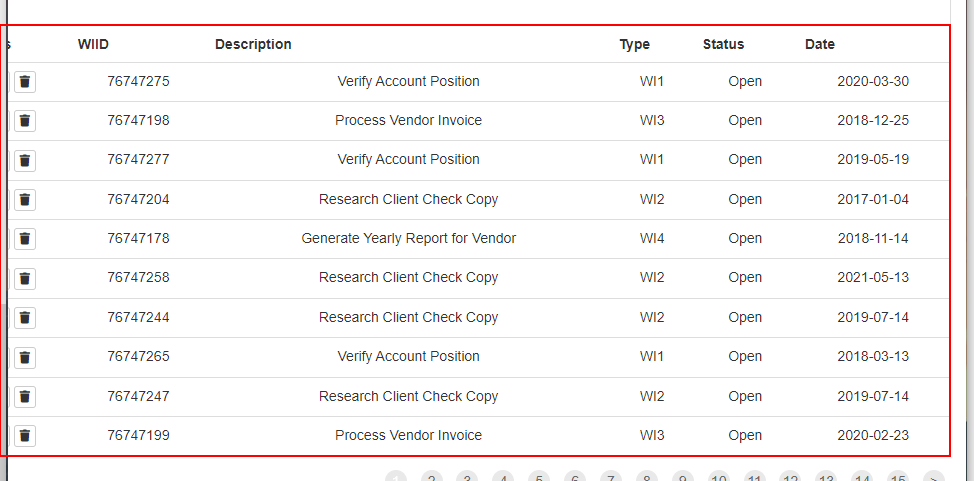 s WIID Description Type Status Date
76747275 Verify Account Position WI1 Open 2020-03-30
76747198 Process Vendor Invoice WI3 Open 2018-12-25
76747277 Verify Account Position WI1 Open 2019-05-19
76747204 Research Client Check Copy WI2 Open 2017-01-04
76747178 Generate Yearly Report for Vendor WI4 Open 2018-11-14
76747258 Research Client Check Copy WI2 Open 2021-05-13
76747244 Research Client Check Copy WI2 Open 2019-07-14
76747265 Verify Account Position WI1 Open 2018-03-13
76747247 Research Client Check Copy WI2 Open 2019-07-14
76747199 Process Vendor Invoice WI3 Open 2020-02-23
1 2 3 4 5 6 7 8 9 10 11 12 13 14 15 >